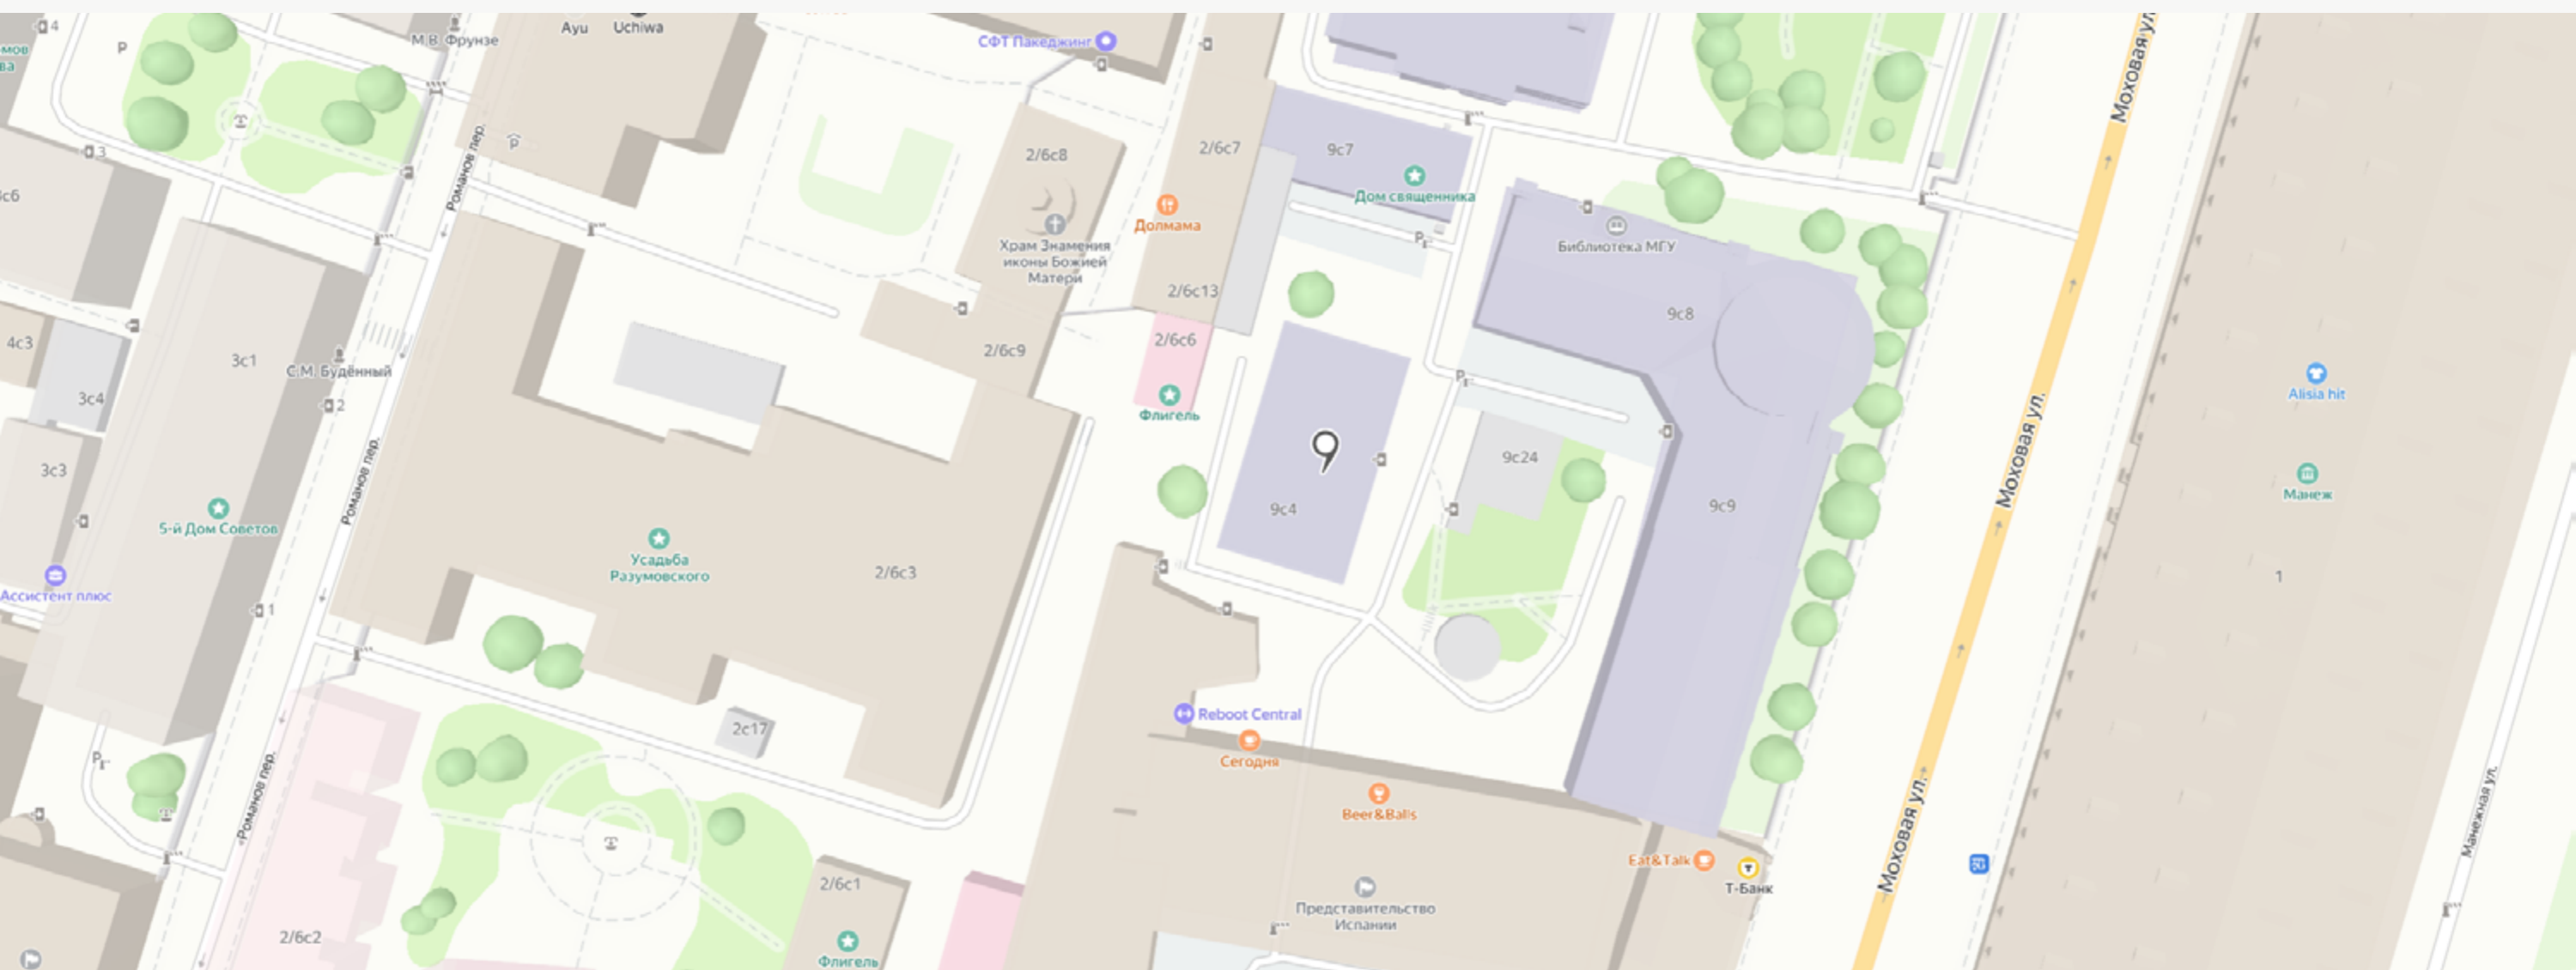 4
М.В. Фрунзе
Ayu
Uchiwa
СФТ Пакеджинг
Моховая ул.
P
3
Романов пер.
P
2/6с8
2/6с7
9с7
Дом священника
Долмама
Храм Знамения
иконы Божией
Матери
Библиотека МГУ
P
2/6с13
9с8
4с3
3с1
С.М. Будённый
2/6с9
2/6с6
Флигель
P
2
3с4
Alisia hit
Моховая ул.
3с3
9с24
Манеж
Романов пер.
5-й Дом Советов
9с4
9с9
Усадьба
Разумовского
2/6с3
1
Ассистент плюс
1
Reboot Central
2с17
Сегодня
P
Романов пер.
Beer&Balls
Моховая ул.
Манежная ул.
Eat&Talk
Т-Банк
2/6с1
Представительство
Испании
2/6с2
Флигель